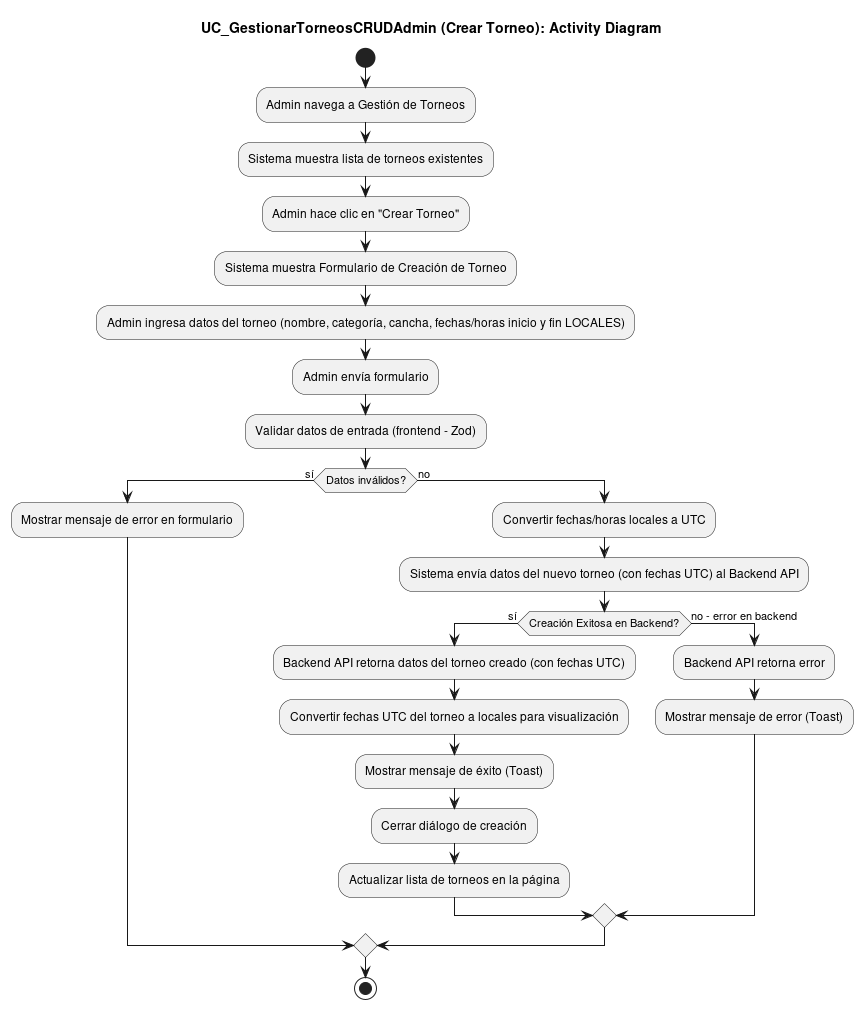 UC_GestionarTorneosCRUDAdmin (Crear Torneo): Activity Diagram
Admin navega a Gestión de Torneos
Sistema muestra lista de torneos existentes
Admin hace clic en "Crear Torneo"
Sistema muestra Formulario de Creación de Torneo
Admin ingresa datos del torneo (nombre, categoría, cancha, fechas/horas inicio y fin LOCALES)
Admin envía formulario
Validar datos de entrada (frontend - Zod)
sí
Datos inválidos?
no
Mostrar mensaje de error en formulario
Convertir fechas/horas locales a UTC
Sistema envía datos del nuevo torneo (con fechas UTC) al Backend API
sí
Creación Exitosa en Backend?
no - error en backend
Backend API retorna datos del torneo creado (con fechas UTC)
Backend API retorna error
Convertir fechas UTC del torneo a locales para visualización
Mostrar mensaje de error (Toast)
Mostrar mensaje de éxito (Toast)
Cerrar diálogo de creación
Actualizar lista de torneos en la página